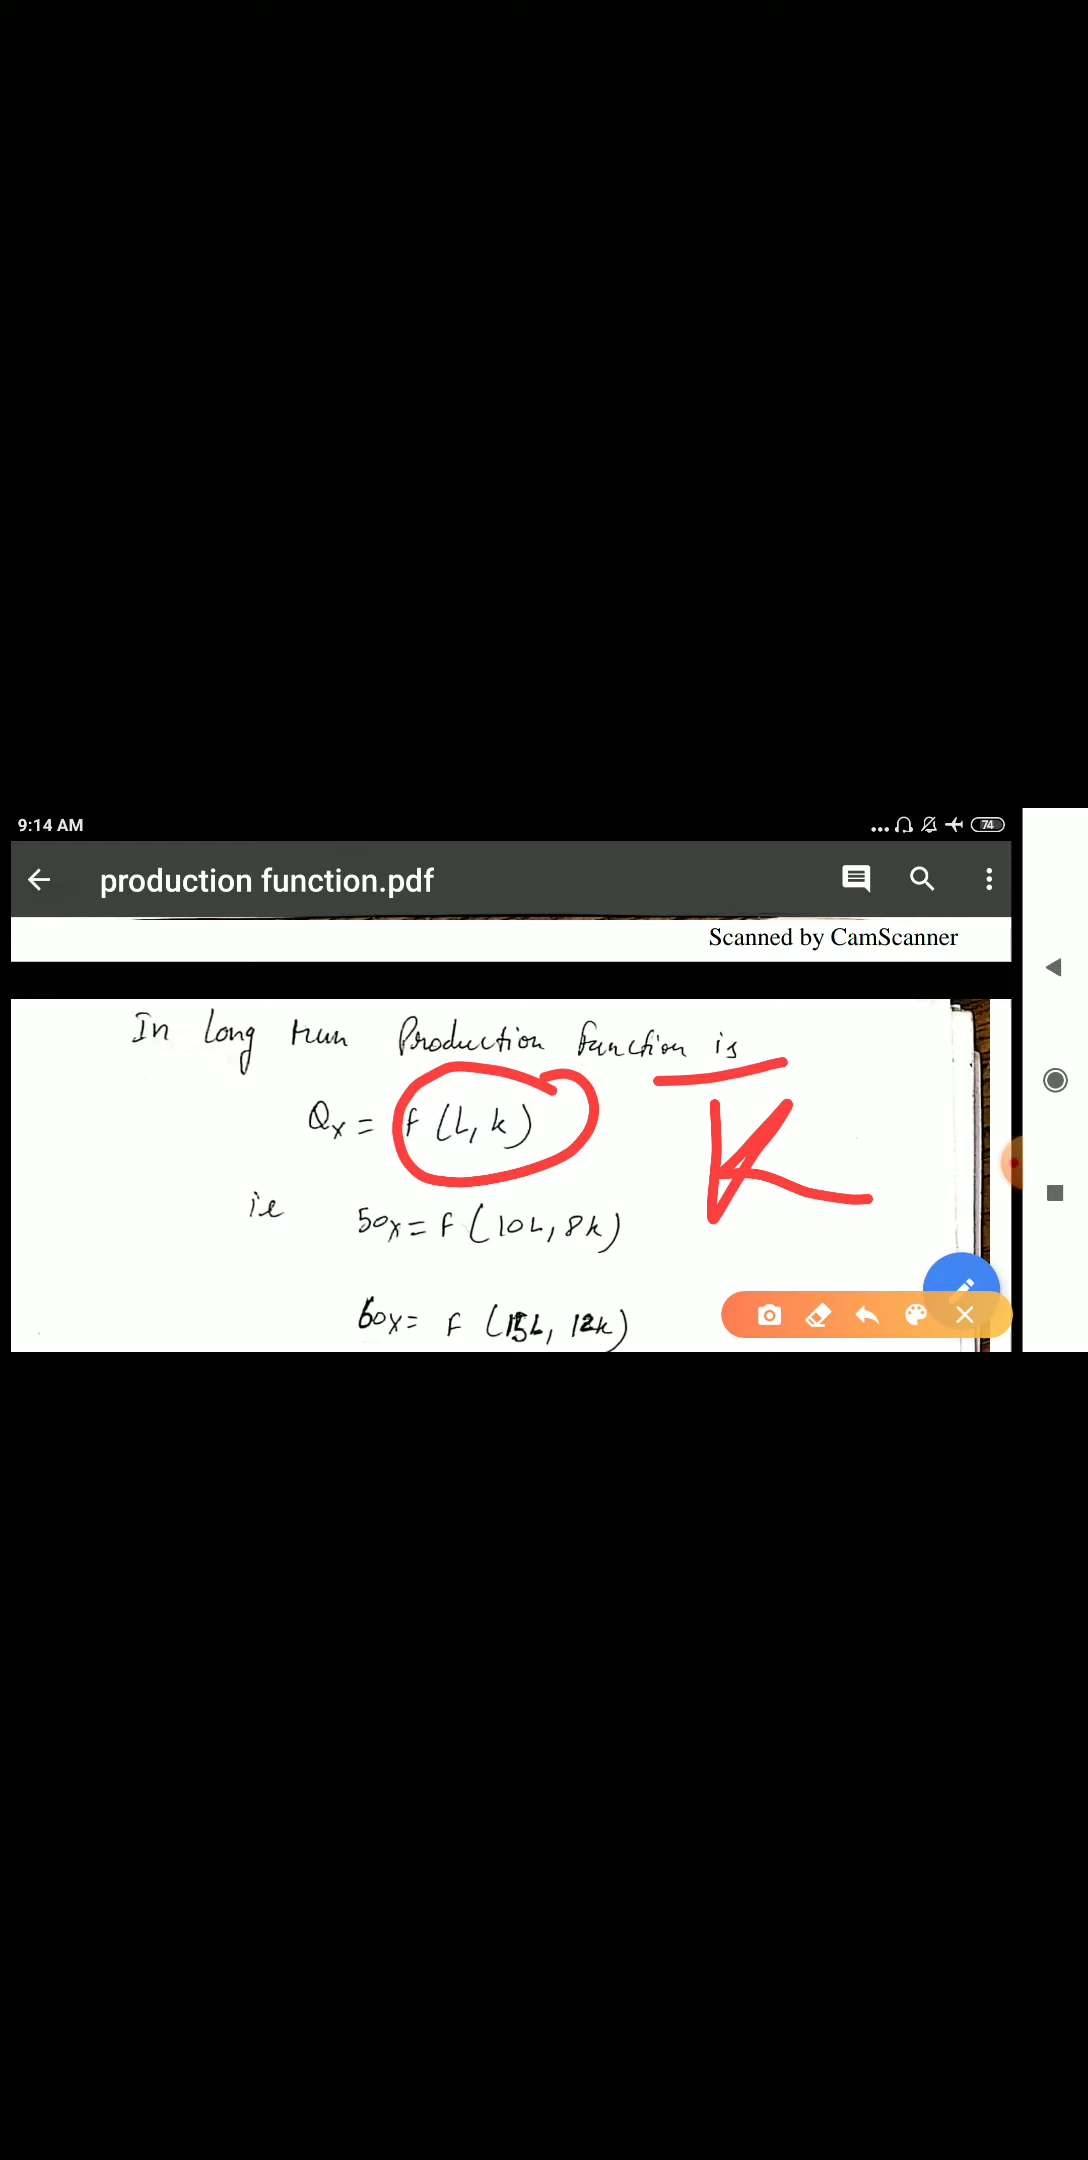 9:14 AM
74
production function.pdf
Scanned by CamScanner
In long run Production function is
Qx = f (L, k)
K
ie 50x = f (10L, 8k)
60x = f (15L, 12k)